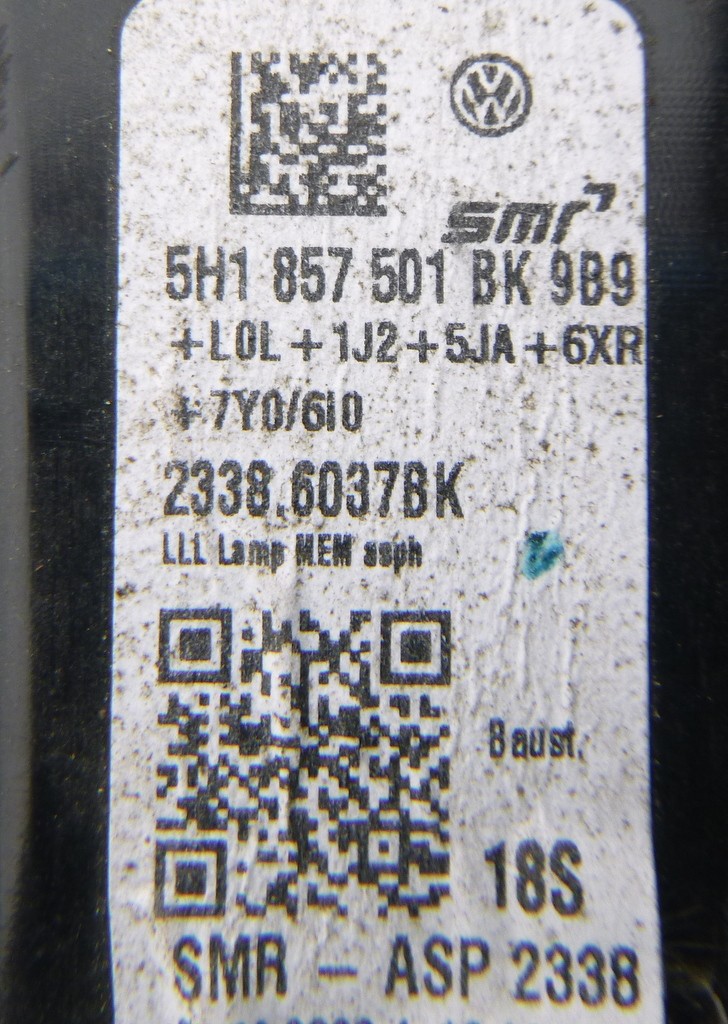 smr
5H1 857 501 BK 9B9
+L0L+1J2+5JA+6XR
+7Y0/6I0
2338.6037BK
LLL Lamp MEM asph
Baust.
18S
SMR - ASP 2338